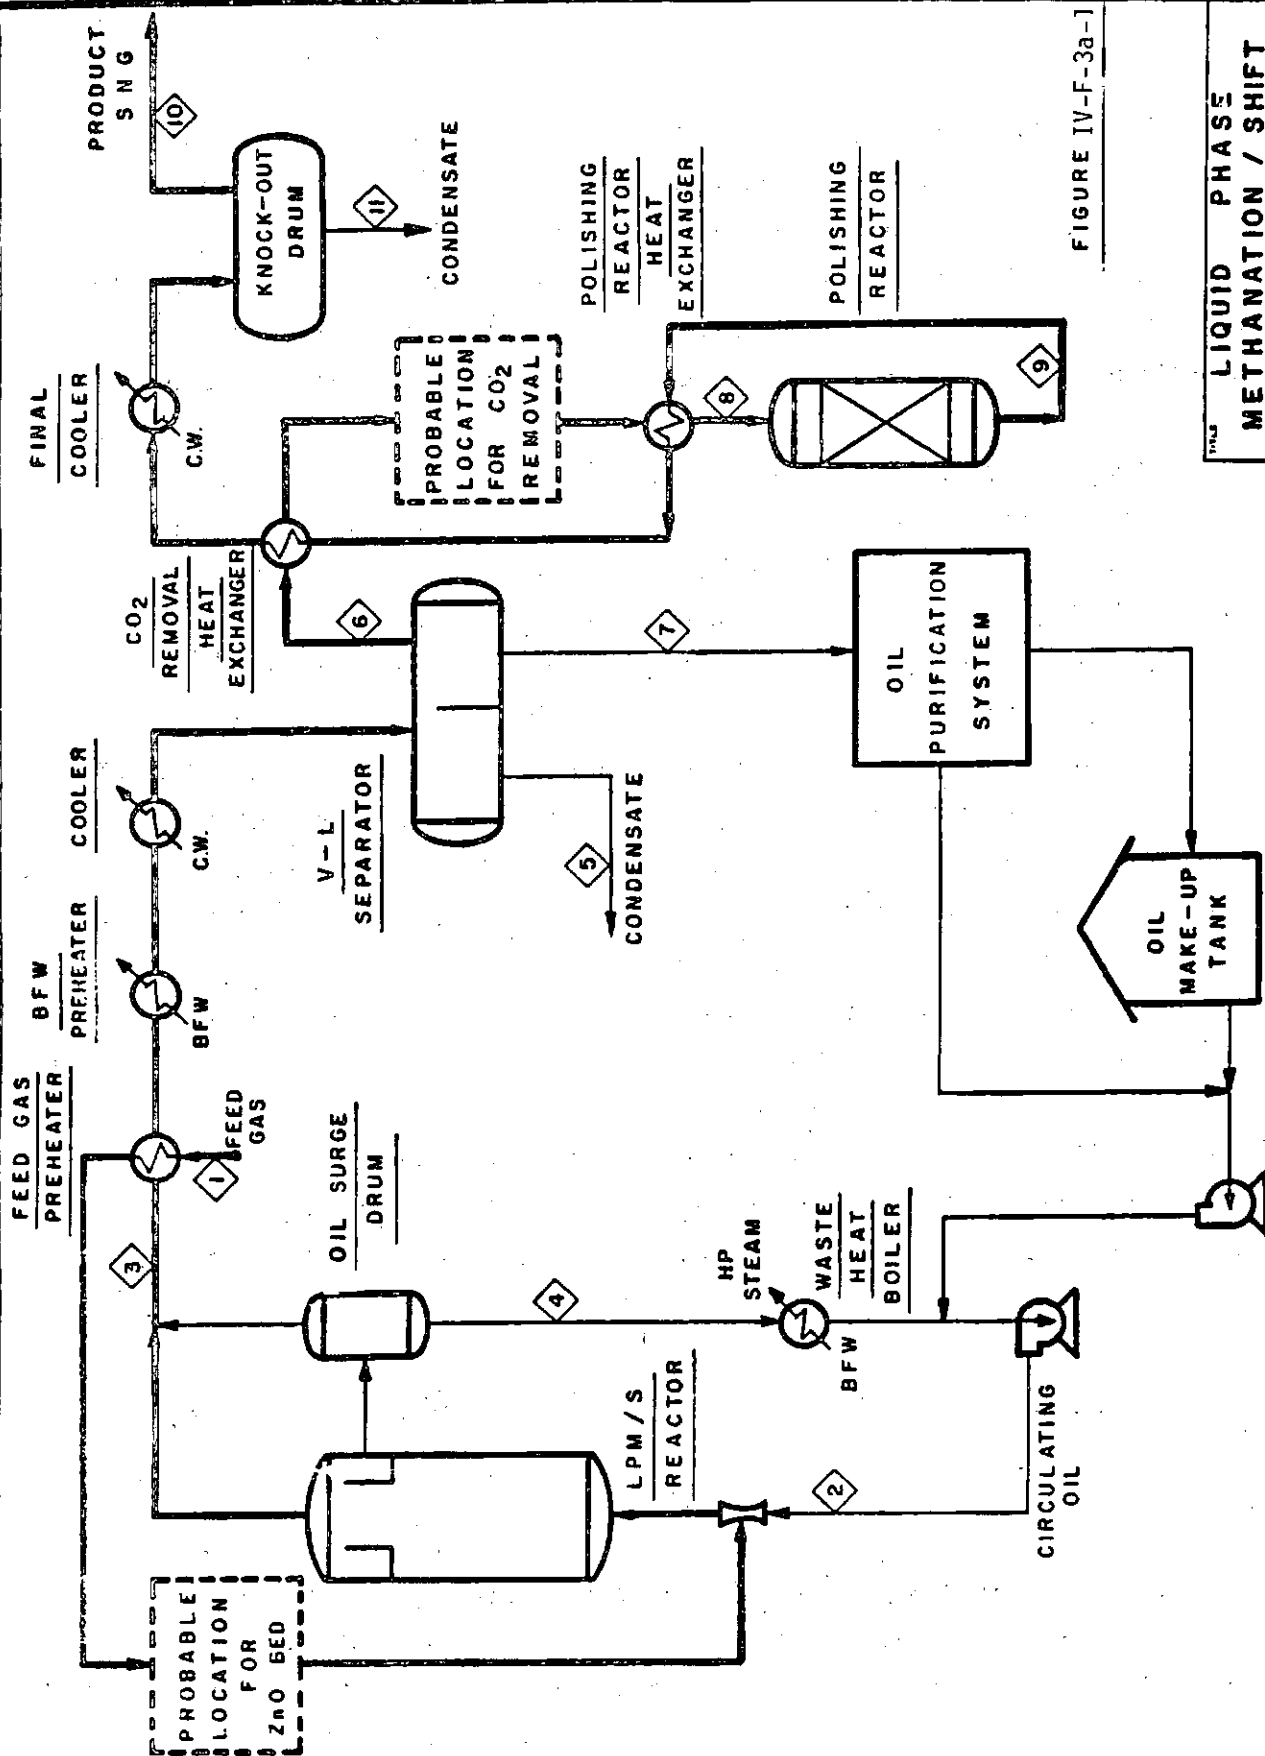 FEED GAS
PREHEATER
BFW
PREHEATER
COOLER
CO2
REMOVAL
HEAT
EXCHANGER
FINAL
COOLER
PRODUCT
SNG
10
3
1
FEED
GAS
BFW
C.W.
C.W.
KNOCK-OUT
DRUM
11
CONDENSATE
PROBABLE
LOCATION
FOR
ZnO BED
OIL SURGE
DRUM
V-L
SEPARATOR
6
PROBABLE
LOCATION
FOR CO2
REMOVAL
POLISHING
REACTOR
HEAT
EXCHANGER
5
CONDENSATE
7
8
LPM/S
REACTOR
4
HP
STEAM
WASTE
HEAT
BOILER
BFW
2
CIRCULATING
OIL
OIL
PURIFICATION
SYSTEM
POLISHING
REACTOR
9
OIL
MAKE-UP
TANK
FIGURE IV-F-3a-1
TITLE
LIQUID PHASE
METHANATION / SHIFT